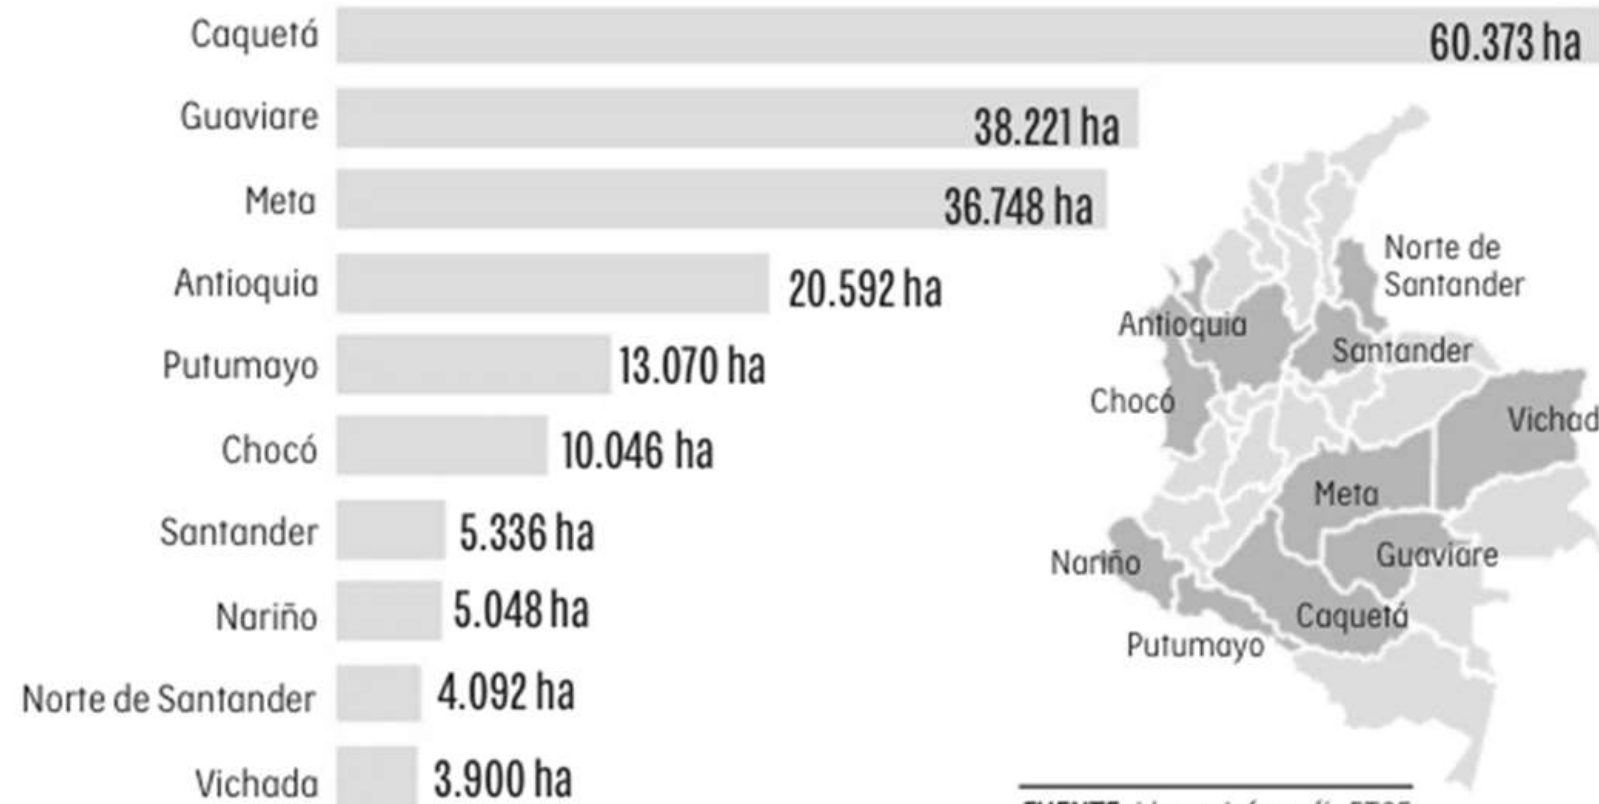 Caquetá
60.373 ha
Guaviare
38.221 ha
Meta
36.748 ha
Antioquia
20.592 ha
Putumayo
13.070 ha
Chocó
10.046 ha
Santander
5.336 ha
Nariño
5.048 ha
Norte de Santander
4.092 ha
Vichada
3.900 ha
Norte de
Santander
Antioquia
Santander
Chocó
Vichad
Meta
Nariño
Guaviare
Caquetá
Putumayo
FUENTE